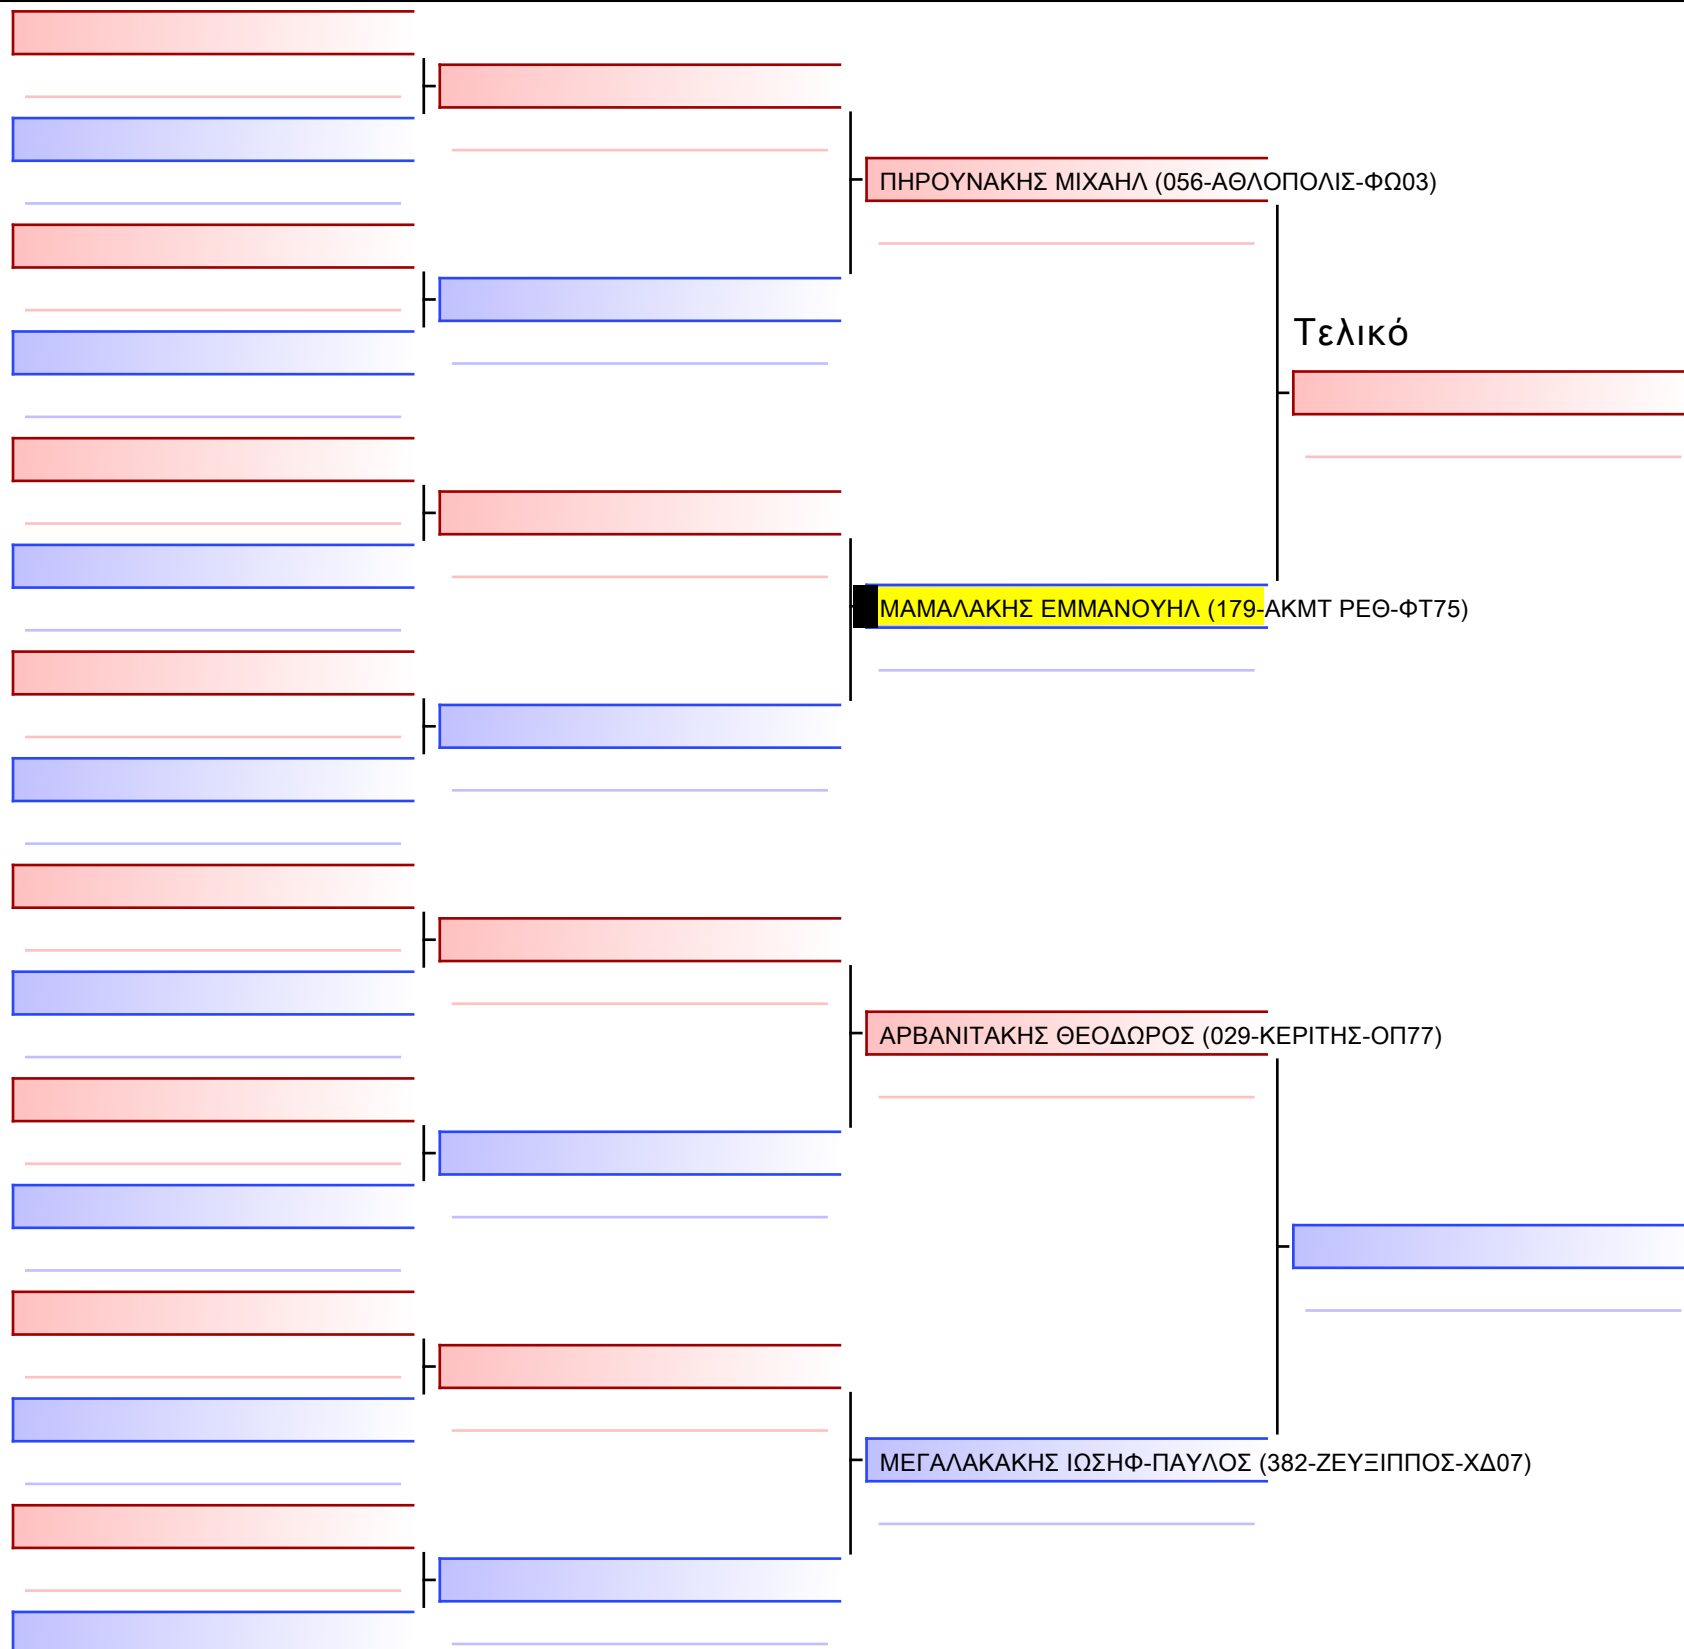 ΠΗΡΟΥΝΑΚΗΣ ΜΙΧΑΗΛ (056-ΑΘΛΟΠΟΛΙΣ-ΦΩ03)
Τελικό
ΜΑΜΑΛΑΚΗΣ ΕΜΜΑΝΟΥΗΛ (179-ΑΚΜΤ ΡΕΘ-ΦΤ75)
ΑΡΒΑΝΙΤΑΚΗΣ ΘΕΟΔΩΡΟΣ (029-ΚΕΡΙΤΗΣ-ΟΠ77)
ΜΕΓΑΛΑΚΑΚΗΣ ΙΩΣΗΦ-ΠΑΥΛΟΣ (382-ΖΕΥΞΙΠΠΟΣ-ΧΔ07)